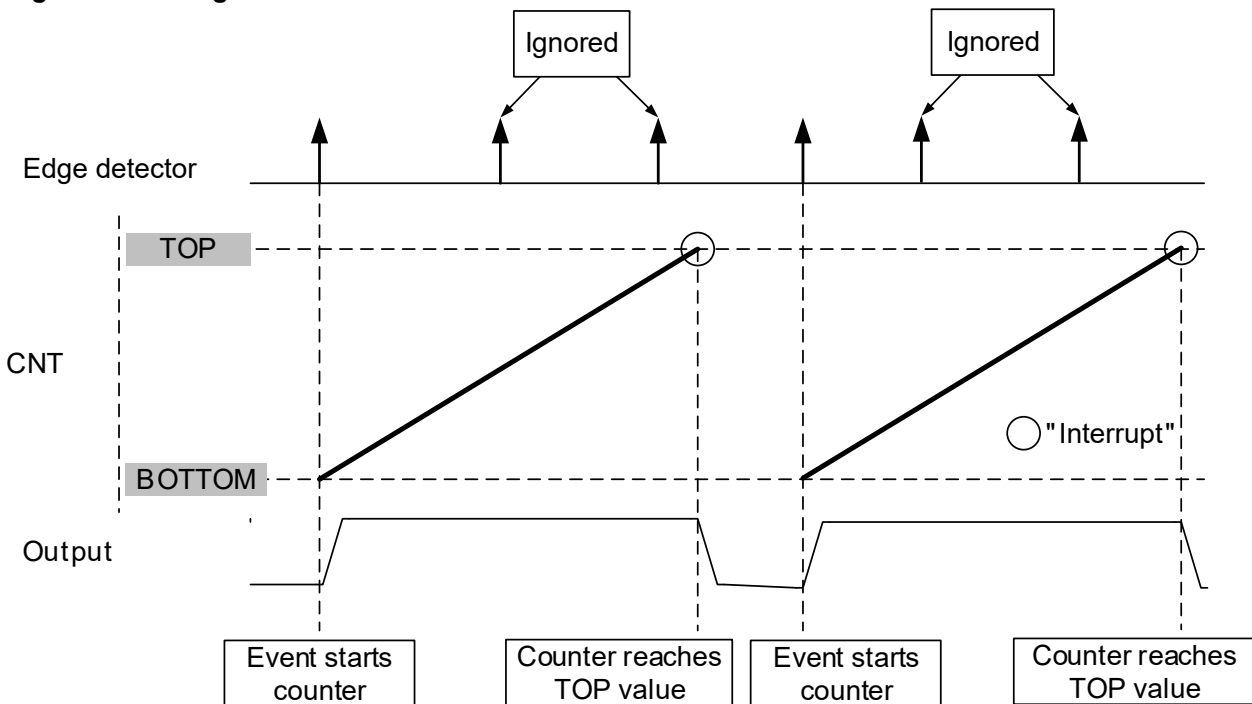 Ignored
Ignored
Edge detector
TOP
CNT
"Interrupt"
BOTTOM
Output
Event starts
counter
Counter reaches
TOP value
Event starts
counter
Counter reaches
TOP value